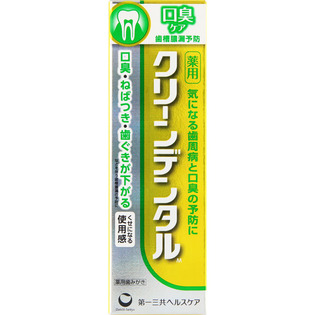 口臭
ケア
歯槽膿漏予防
薬用
クリーンデンタル
気になる歯周病と口臭の予防に
口臭・ねばつき・歯ぐきが下がる
くせになる
使用感
薬用歯みがき
第一三共ヘルスケア